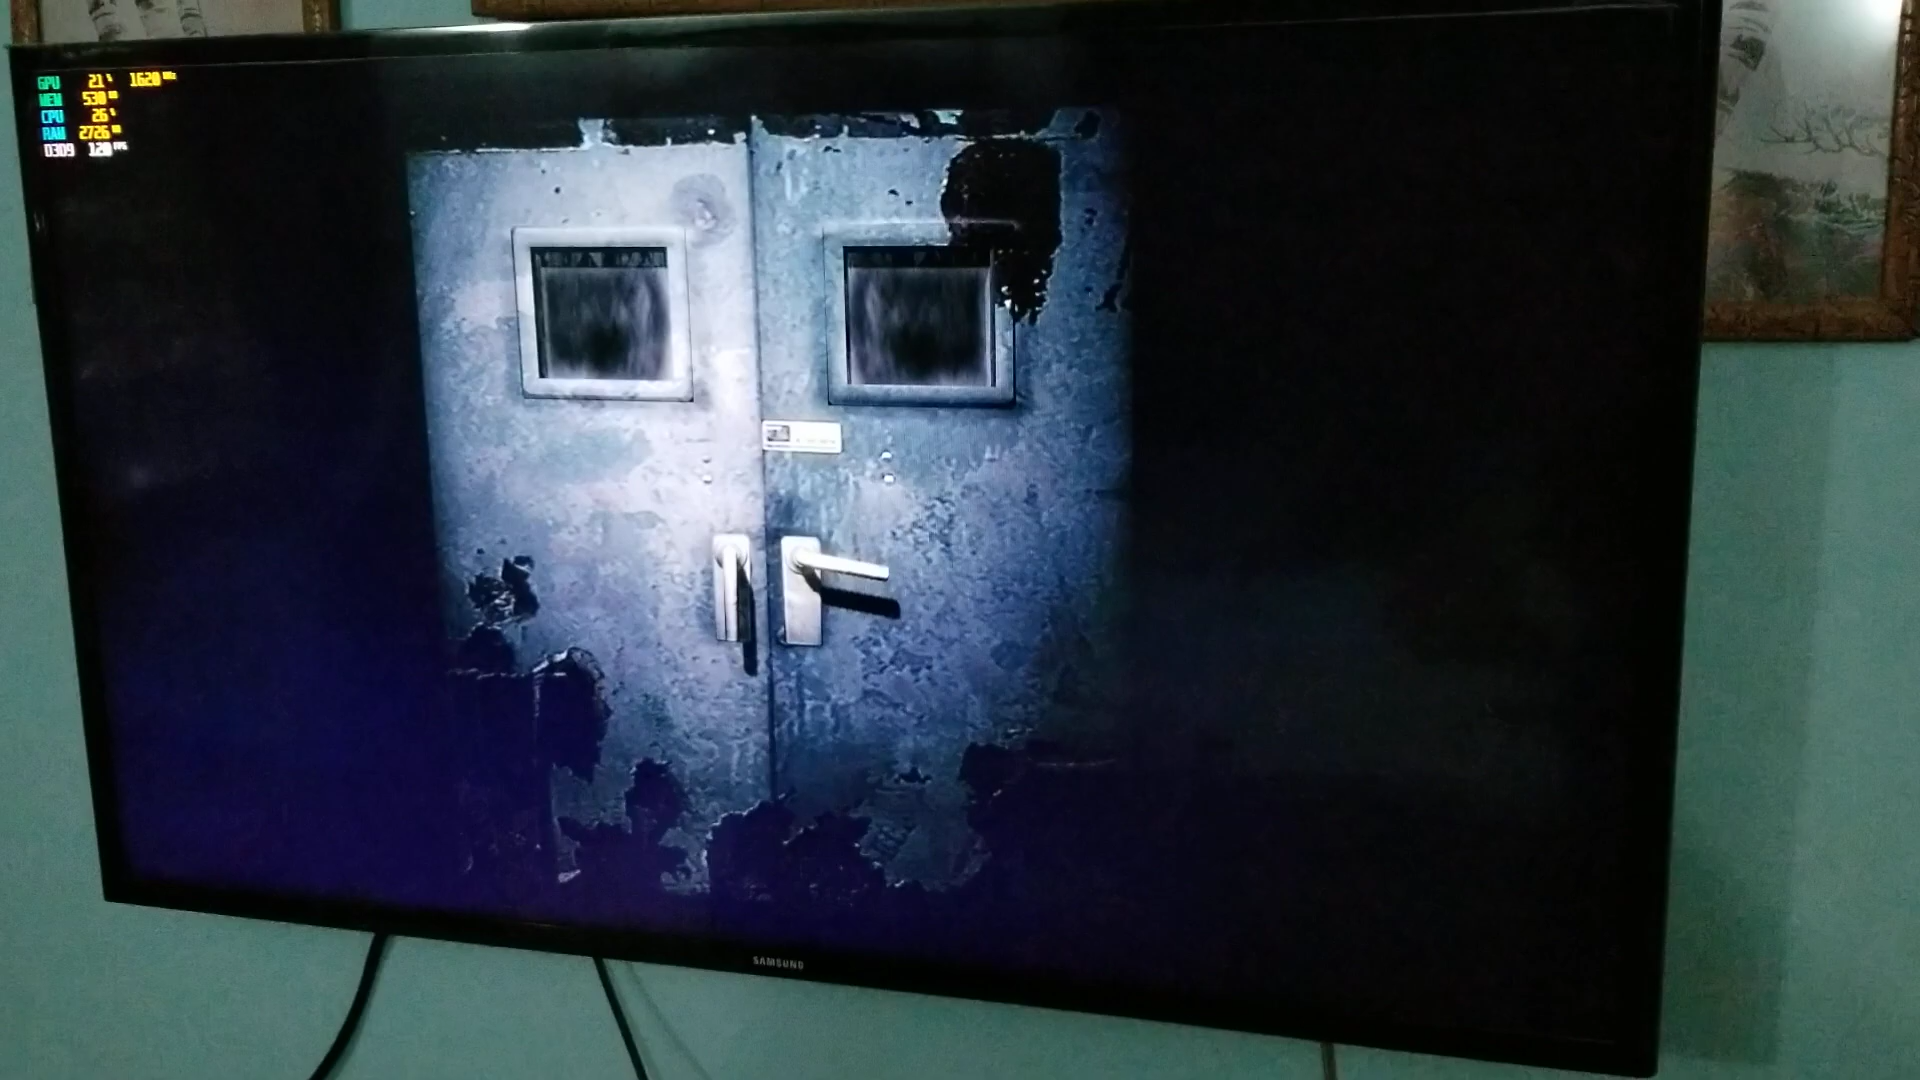 GPU 21 % 1620 MHz
MEM 530 MB
CPU 26 %
RAM 2726 MB
D3D9 120 FPS
SAMSUNG